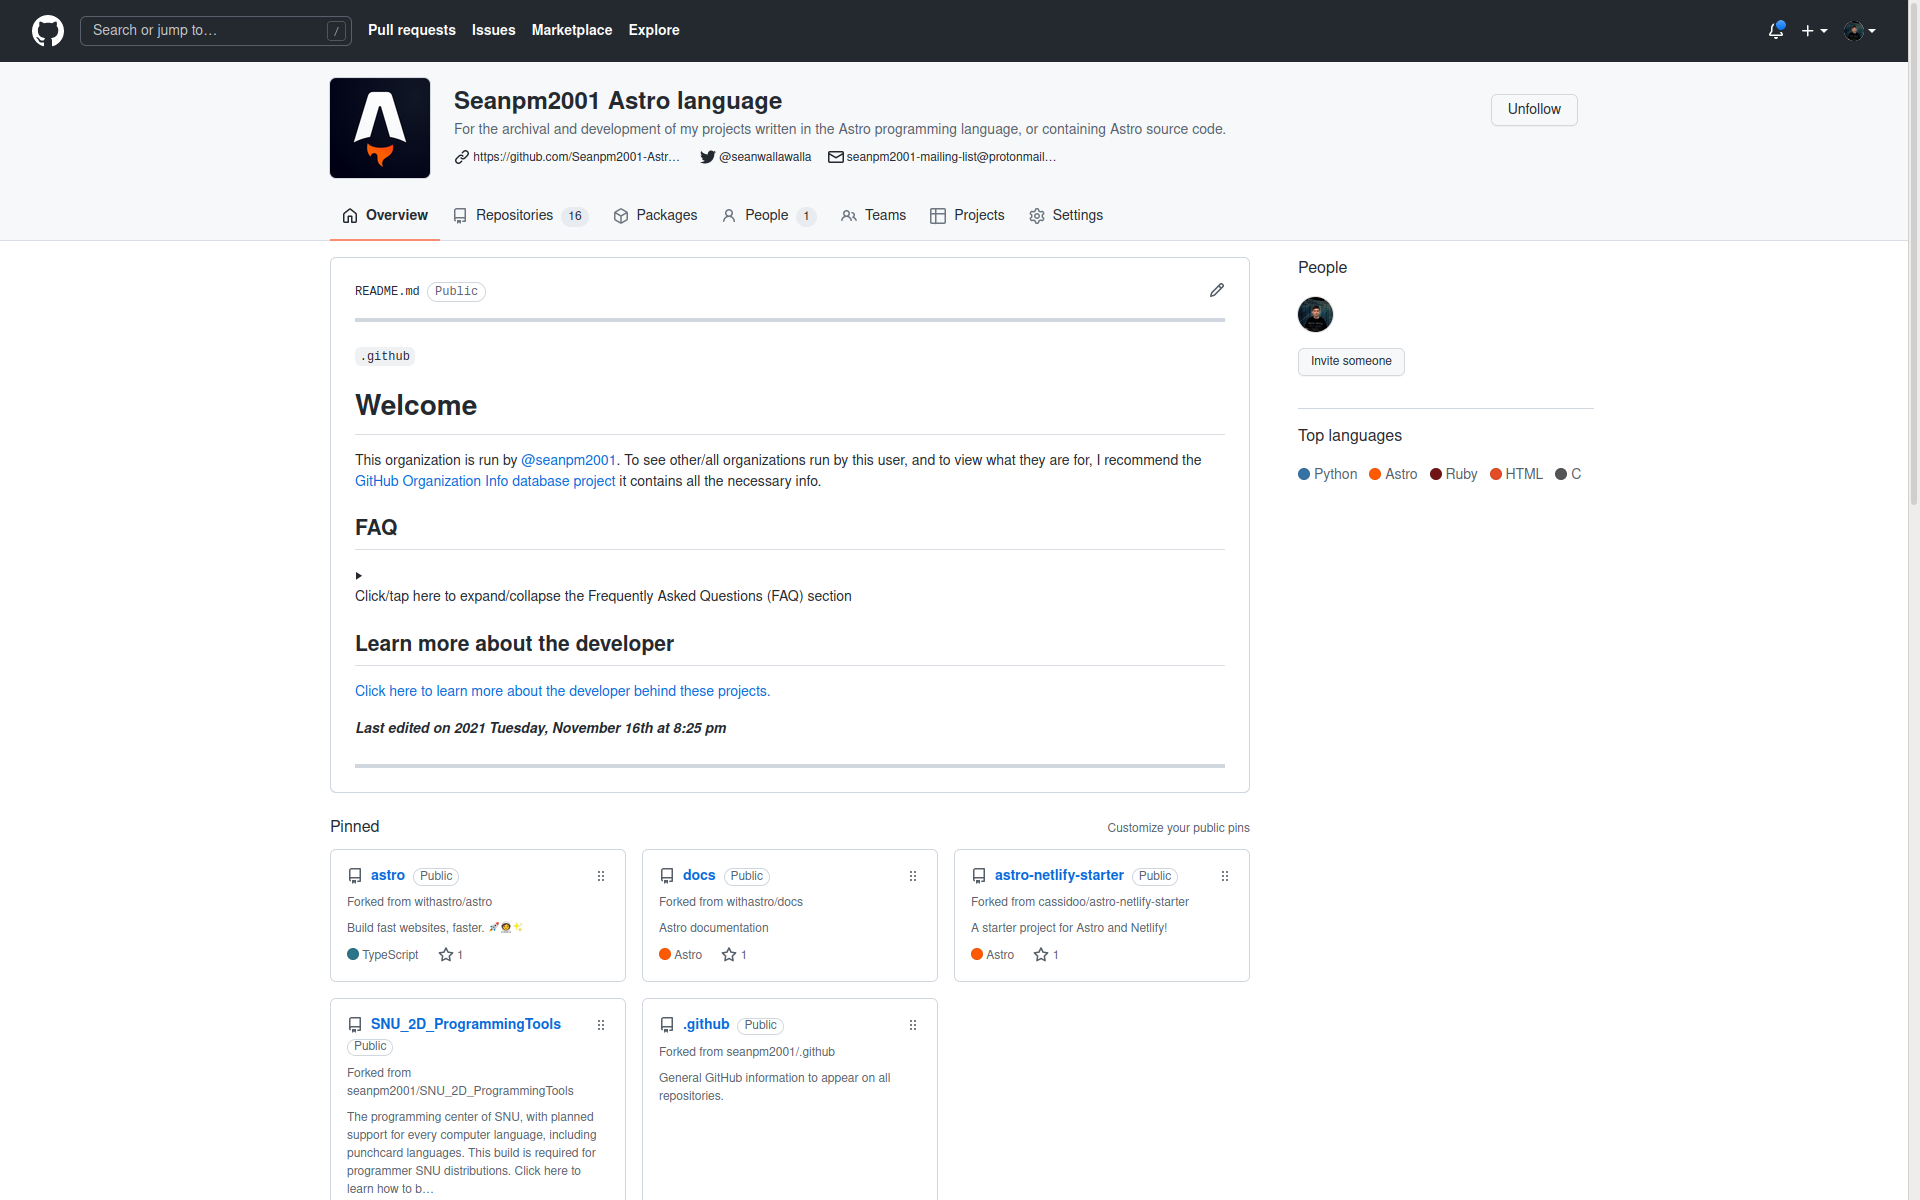 Search or jump to…
/
Pull requests
Issues
Marketplace
Explore
Seanpm2001 Astro language
For the archival and development of my projects written in the Astro programming language, or containing Astro source code.
https://github.com/Seanpm2001-Astr…
@seanwallawalla
seanpm2001-mailing-list@protonmail…
Unfollow
Overview
Repositories 16
Packages
People 1
Teams
Projects
Settings
README.md Public
.github
Welcome
This organization is run by @seanpm2001. To see other/all organizations run by this user, and to view what they are for, I recommend the
GitHub Organization Info database project it contains all the necessary info.
FAQ
Click/tap here to expand/collapse the Frequently Asked Questions (FAQ) section
Learn more about the developer
Click here to learn more about the developer behind these projects.
Last edited on 2021 Tuesday, November 16th at 8:25 pm
People
Invite someone
Top languages
Python Astro Ruby HTML C
Pinned
Customize your public pins
astro Public
Forked from withastro/astro
Build fast websites, faster. 🚀🧑‍🚀✨
TypeScript 1
docs Public
Forked from withastro/docs
Astro documentation
Astro 1
astro-netlify-starter Public
Forked from cassidoo/astro-netlify-starter
A starter project for Astro and Netlify!
Astro 1
SNU_2D_ProgrammingTools
Public
Forked from
seanpm2001/SNU_2D_ProgrammingTools
The programming center of SNU, with planned
support for every computer language, including
punchcard languages. This build is required for
programmer SNU distributions. Click here to
learn how to b…
.github Public
Forked from seanpm2001/.github
General GitHub information to appear on all
repositories.